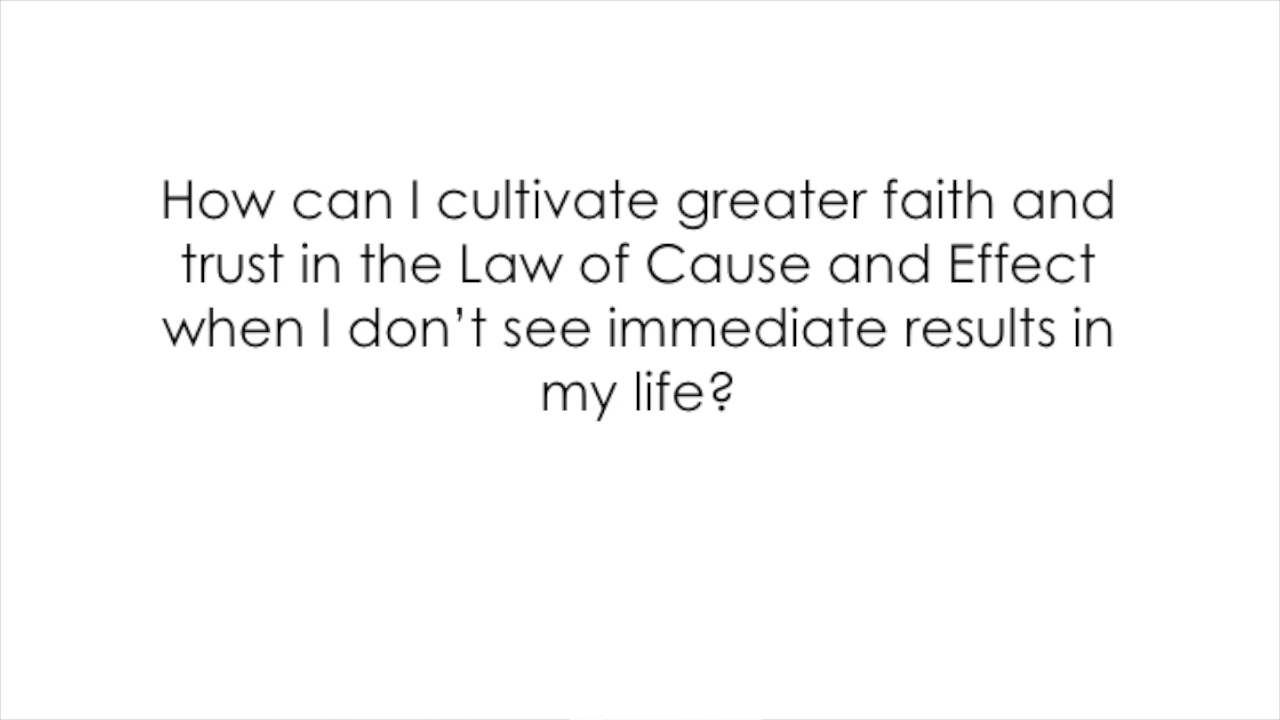 How can I cultivate greater faith and
trust in the Law of Cause and Effect
when I don’t see immediate results in
my life?